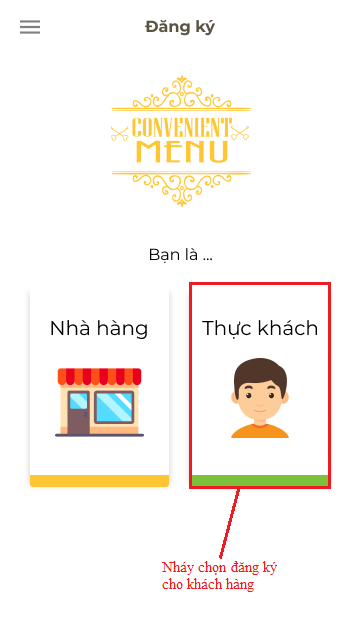 Đăng ký
CONVENIENT
MENU
Bạn là ...
Nhà hàng
Thực khách
Nháy chọn đăng ký
cho khách hàng